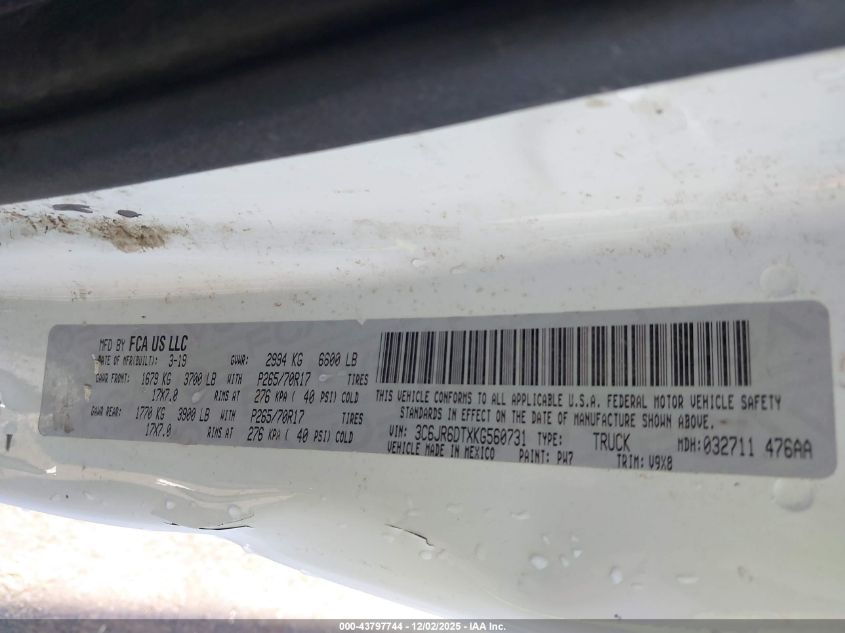 MFD BY FCA US LLC
DATE OF MFR(BUILT): 3-19 GVWR: 2994 KG 6600 LB
GAWR FRONT: 1679 KG 3700 LB WITH P265/70R17 TIRES
17X7.0 RIMS AT 276 KPA ( 40 PSI) COLD
GAWR REAR: 1770 KG 3900 LB WITH P265/70R17 TIRES
17X7.0 RIMS AT 276 KPA ( 40 PSI) COLD
THIS VEHICLE CONFORMS TO ALL APPLICABLE U.S.A. FEDERAL MOTOR VEHICLE SAFETY
STANDARDS IN EFFECT ON THE DATE OF MANUFACTURE SHOWN ABOVE.
VIN: 3C6JR6DTXKG560731 TYPE: TRUCK MDH:032711 476AA
VEHICLE MADE IN MEXICO PAINT: PW7 TRIM: V9X8
000-43797744 - 12/02/2025 - IAA Inc.